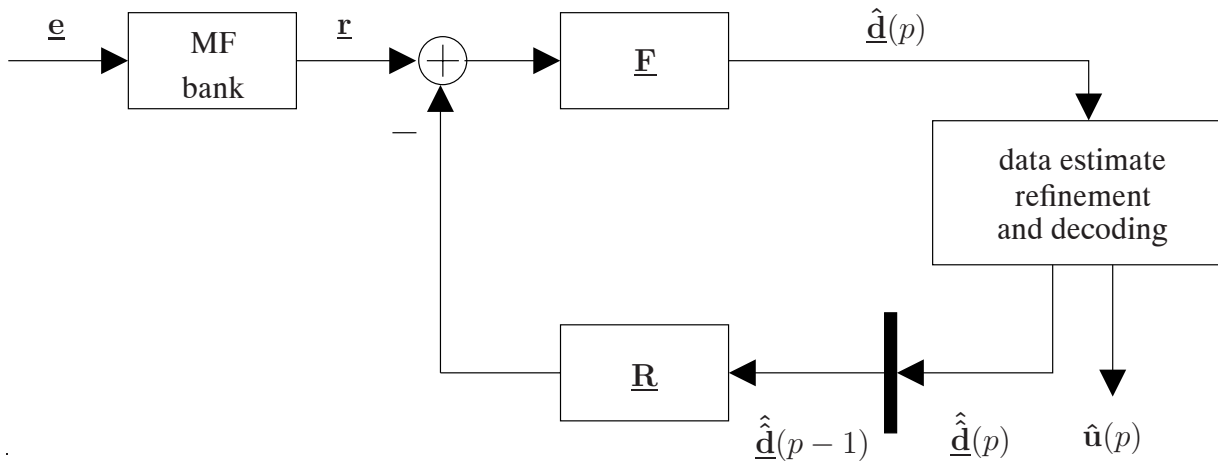 e
MF
bank
r
+
F
d̂(p)
−
data estimate
refinement
and decoding
R
d̂̂(p − 1)
d̂̂(p)
û(p)
.